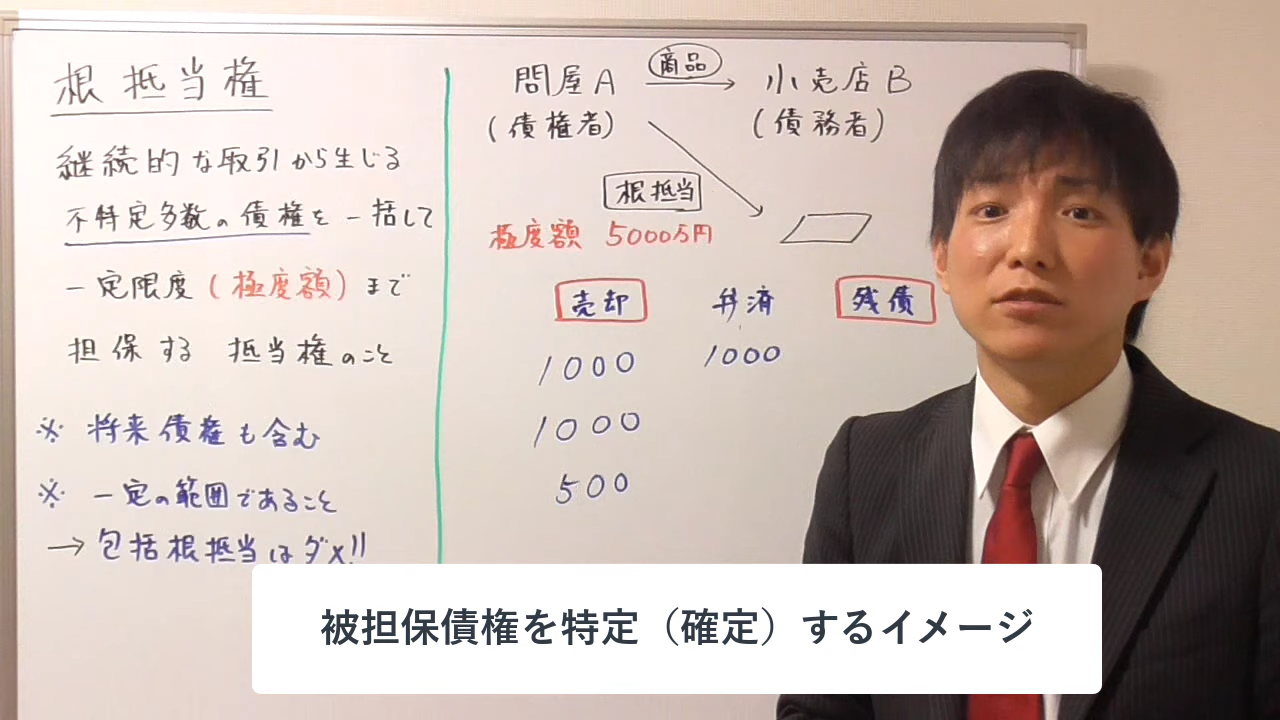 根抵当権
継続的な取引から生じる
不特定多数の債権を一括して
一定限度(極度額)まで
担保する 抵当権のこと
※ 将来債権も含む
※ 一定の範囲であること
→ 包括根抵当はダメ!!
問屋A 商品 → 小売店B
(債権者) (債務者)
根抵当
極度額 5000万円
売却 弁済 残債
1000 1000
1000
500
被担保債権を特定（確定）するイメージ